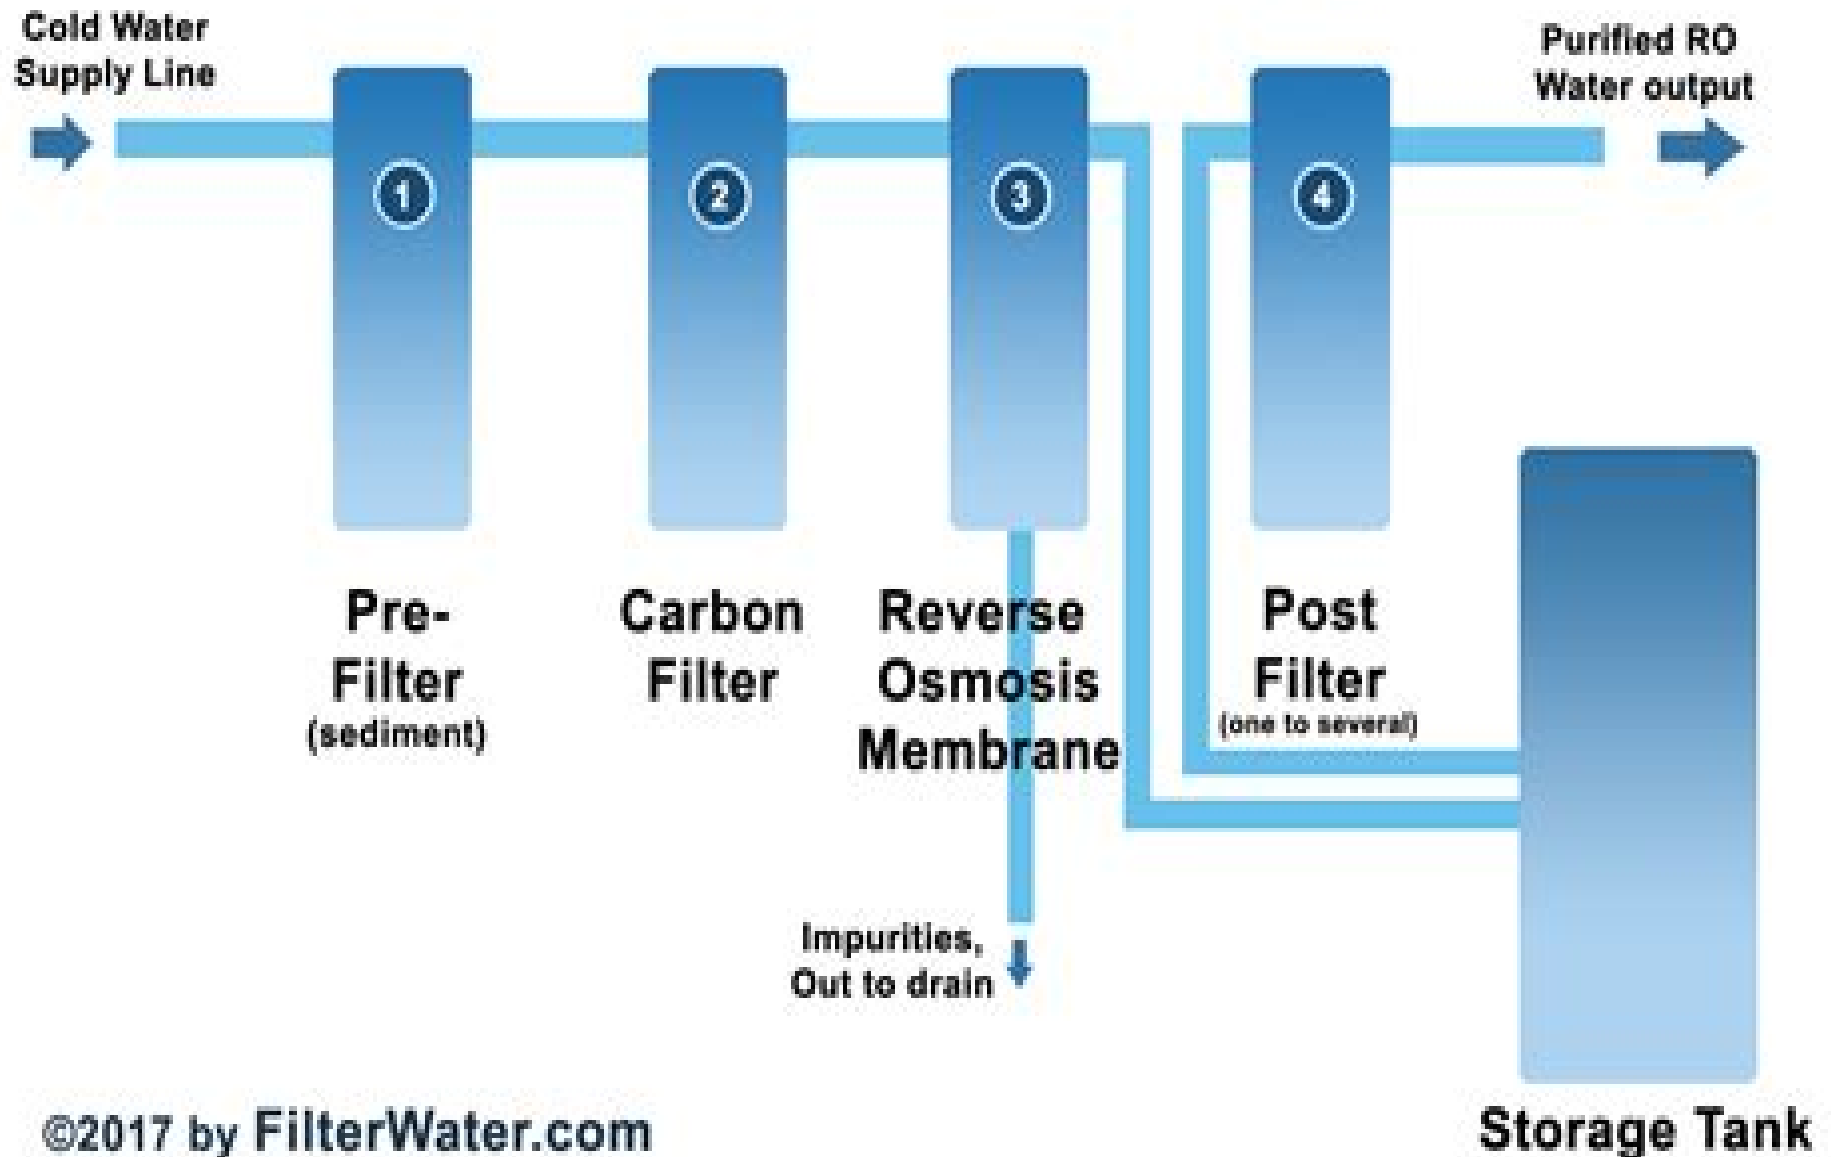 Cold Water
Supply Line
Purified RO
Water output
1
2
3
4
Pre-
Filter
(sediment)
Carbon
Filter
Reverse
Osmosis
Membrane
Post
Filter
(one to several)
Impurities,
Out to drain
Storage Tank
©2017 by FilterWater.com